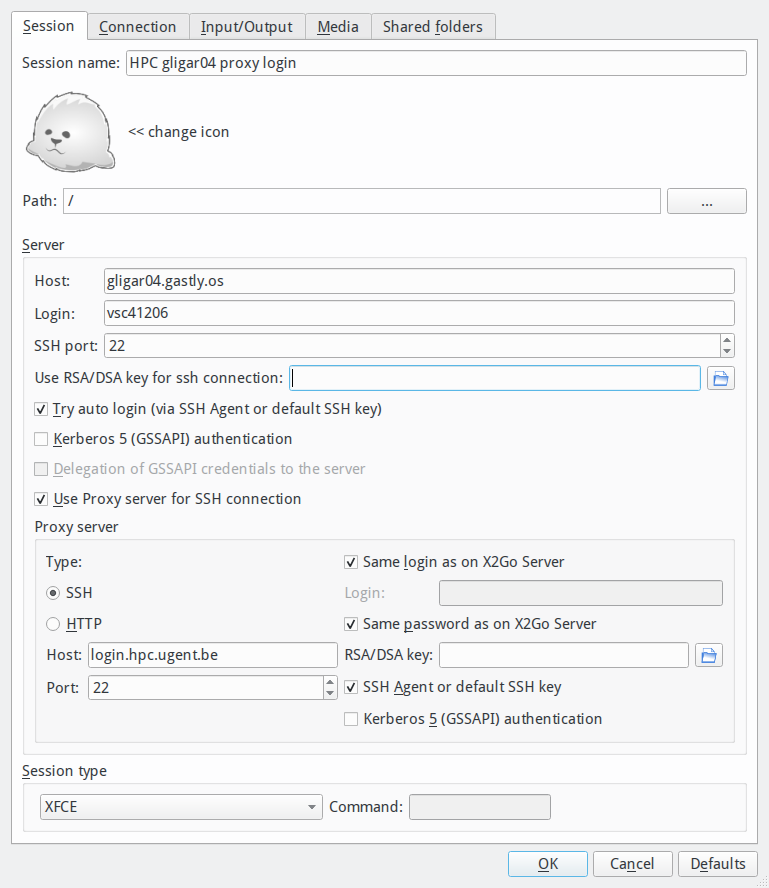 Session Connection Input/Output Media Shared folders
Session name: HPC gligar04 proxy login
<< change icon
Path: / ...
Server
Host: gligar04.gastly.os
Login: vsc41206
SSH port: 22
Use RSA/DSA key for ssh connection:
Try auto login (via SSH Agent or default SSH key)
Kerberos 5 (GSSAPI) authentication
Delegation of GSSAPI credentials to the server
Use Proxy server for SSH connection
Proxy server
Type: Same login as on X2Go Server
SSH Login:
HTTP Same password as on X2Go Server
Host: login.hpc.ugent.be RSA/DSA key:
Port: 22 SSH Agent or default SSH key
Kerberos 5 (GSSAPI) authentication
Session type
XFCE Command:
OK Cancel Defaults